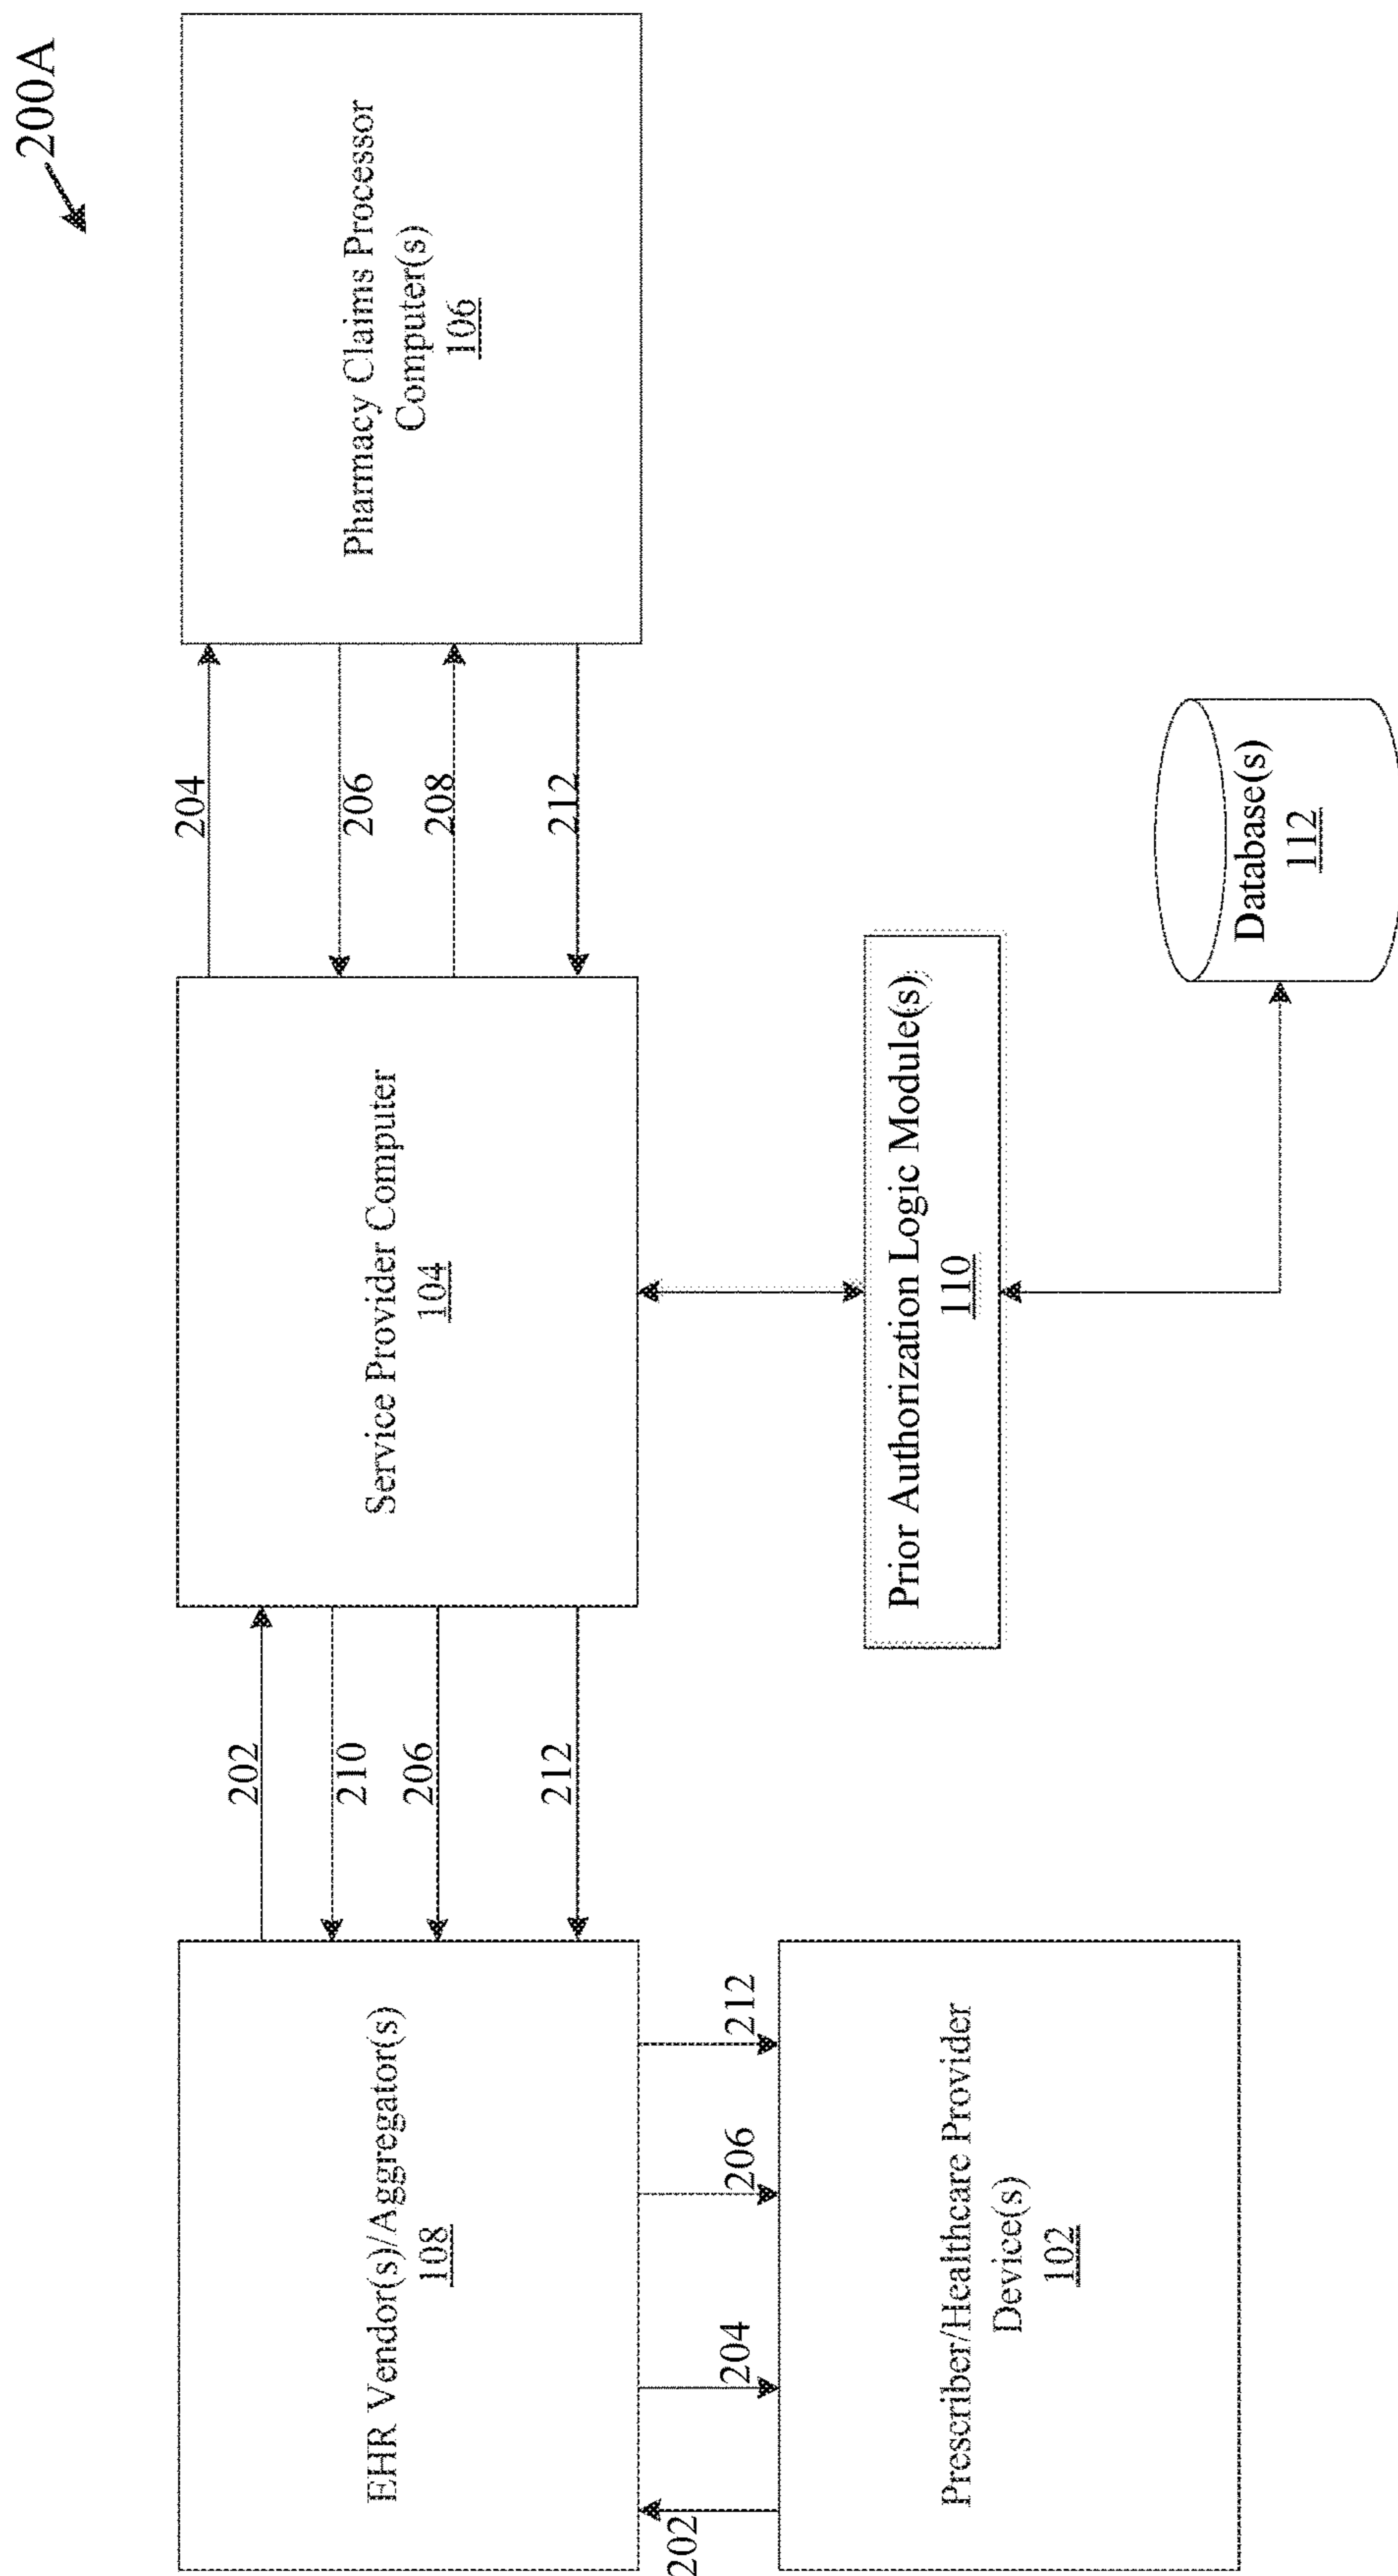 200A
EHR Vendor(s)/Aggregator(s)
108
202
210
206
212
Service Provider Computer
104
204
206
208
212
Pharmacy Claims Processor
Computer(s)
106
202
204
206
212
Prescriber/Healthcare Provider
Device(s)
102
Prior Authorization Logic Module(s)
110
Database(s)
112